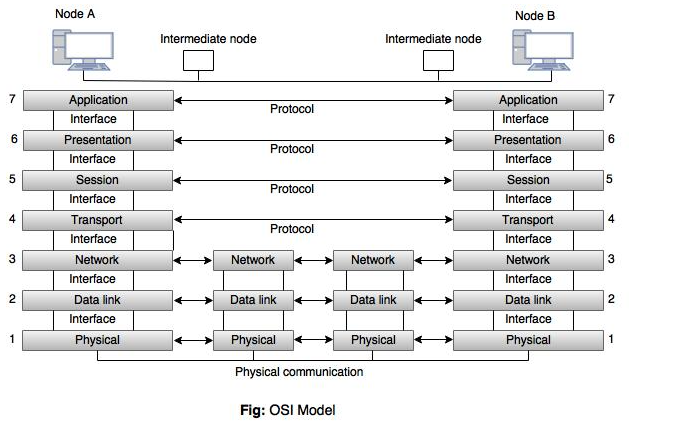 Node A
Node B
Intermediate node Intermediate node
7 Application Application 7
Protocol
Interface Interface
6 Presentation Presentation 6
Protocol
Interface Interface
5 Session Session 5
Protocol
Interface Interface
4 Transport Transport 4
Protocol
Interface Interface
3 Network Network Network Network 3
Interface Interface
2 Data link Data link Data link Data link 2
Interface Interface
1 Physical Physical Physical Physical 1
Physical communication
Fig: OSI Model